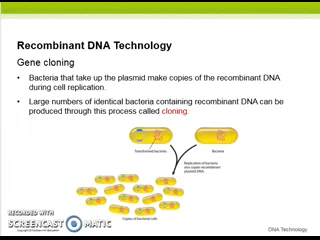 Recombinant DNA Technology
Gene cloning
• Bacteria that take up the plasmid make copies of the recombinant DNA
during cell replication.
• Large numbers of identical bacteria containing recombinant DNA can be
produced through this process called cloning.
Transformed bacteria
Bacteria
Replication of bacteria
and copies recombinant
plasmid DNA.
Copies of bacterial cells
RECORDED WITH
SCREENCAST MATIC
DNA Technology